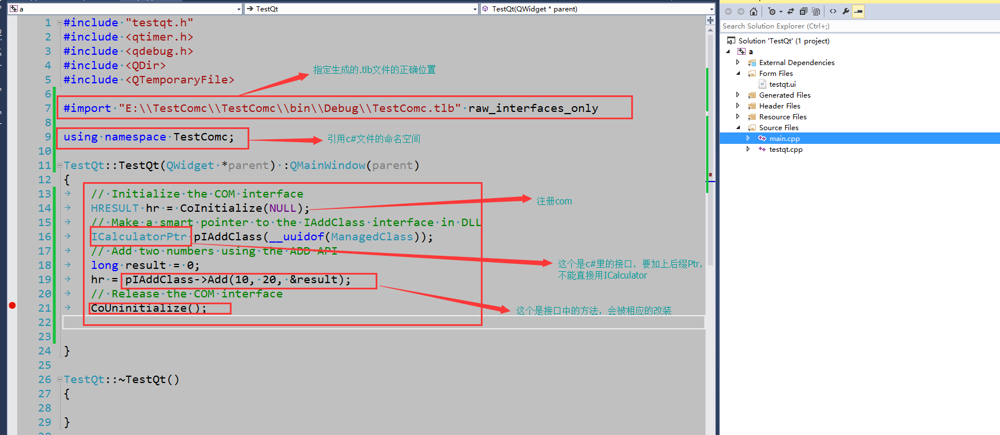 a
TestQt
TestQt(QWidget * parent)
1 #include "testqt.h"
2 #include <qtimer.h>
3 #include <qdebug.h>
4 #include <QDir>
5 #include <QTemporaryFile>
6
7 #import "E:\\TestComc\\TestComc\\bin\\Debug\\TestComc.tlb" raw_interfaces_only
8
9 using namespace TestComc;
10
11 TestQt::TestQt(QWidget *parent) :QMainWindow(parent)
12 {
13 // Initialize the COM interface
14 HRESULT hr = CoInitialize(NULL);
15 // Make a smart pointer to the IAddClass interface in DLL
16 ICalculatorPtr pIAddClass(__uuidof(ManagedClass));
17 // Add two numbers using the ADD API
18 long result = 0;
19 hr = pIAddClass->Add(10, 20, &result);
20 // Release the COM interface
21 CoUninitialize();
22
23
24 }
25
26 TestQt::~TestQt()
27 {
28
29 }
指定生成的.tlb文件的正确位置
引用c#文件的命名空间
注册com
这个是c#里的接口，要加上后缀Ptr，
不能直接用ICalculator
这个是接口中的方法，会被相应的改装
Search Solution Explorer (Ctrl+;)
Solution 'TestQt' (1 project)
a
External Dependencies
Form Files
testqt.ui
Generated Files
Header Files
Resource Files
Source Files
main.cpp
testqt.cpp